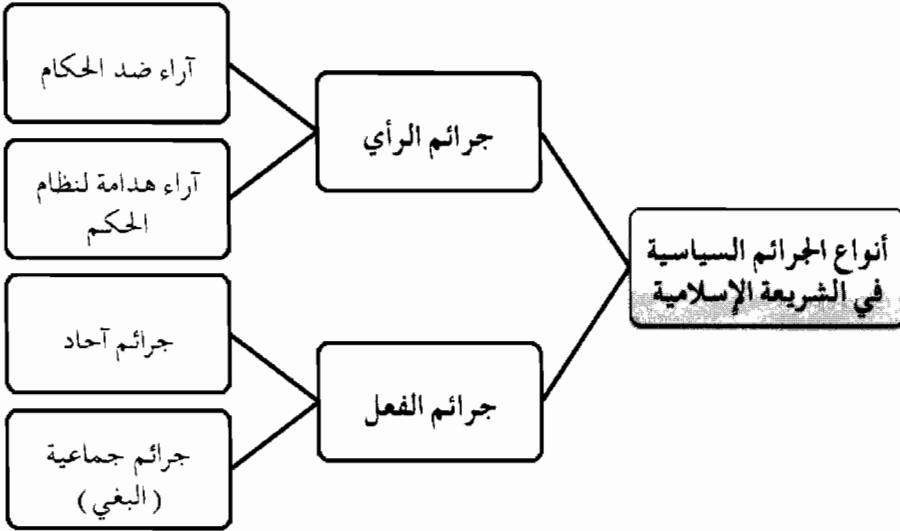 أنواع الجرائم السياسية
في الشريعة الإسلامية
جرائم الرأي
آراء ضد الحكام
آراء هدامة لنظام
الحكم
جرائم الفعل
جرائم آحاد
جرائم جماعية
(البغي)